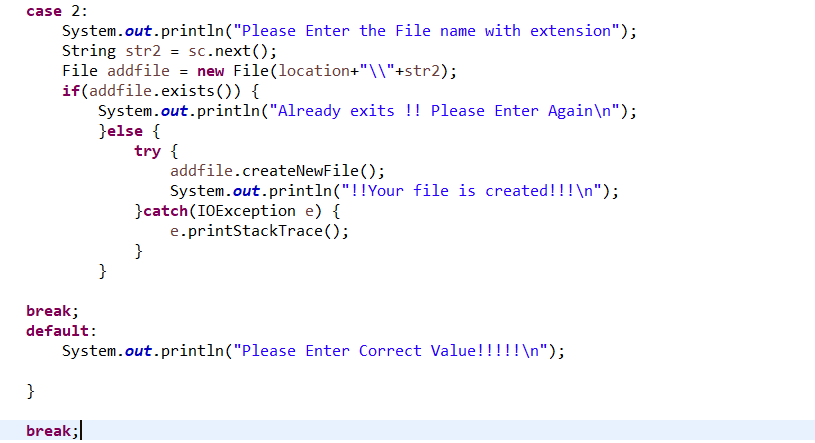 case 2:
System.out.println("Please Enter the File name with extension");
String str2 = sc.next();
File addfile = new File(location+"\\"+str2);
if(addfile.exists()) {
System.out.println("Already exits !! Please Enter Again\n");
}else {
try {
addfile.createNewFile();
System.out.println("!!Your file is created!!!\n");
}catch(IOException e) {
e.printStackTrace();
}
}
break;
default:
System.out.println("Please Enter Correct Value!!!!!\n");
}
break;